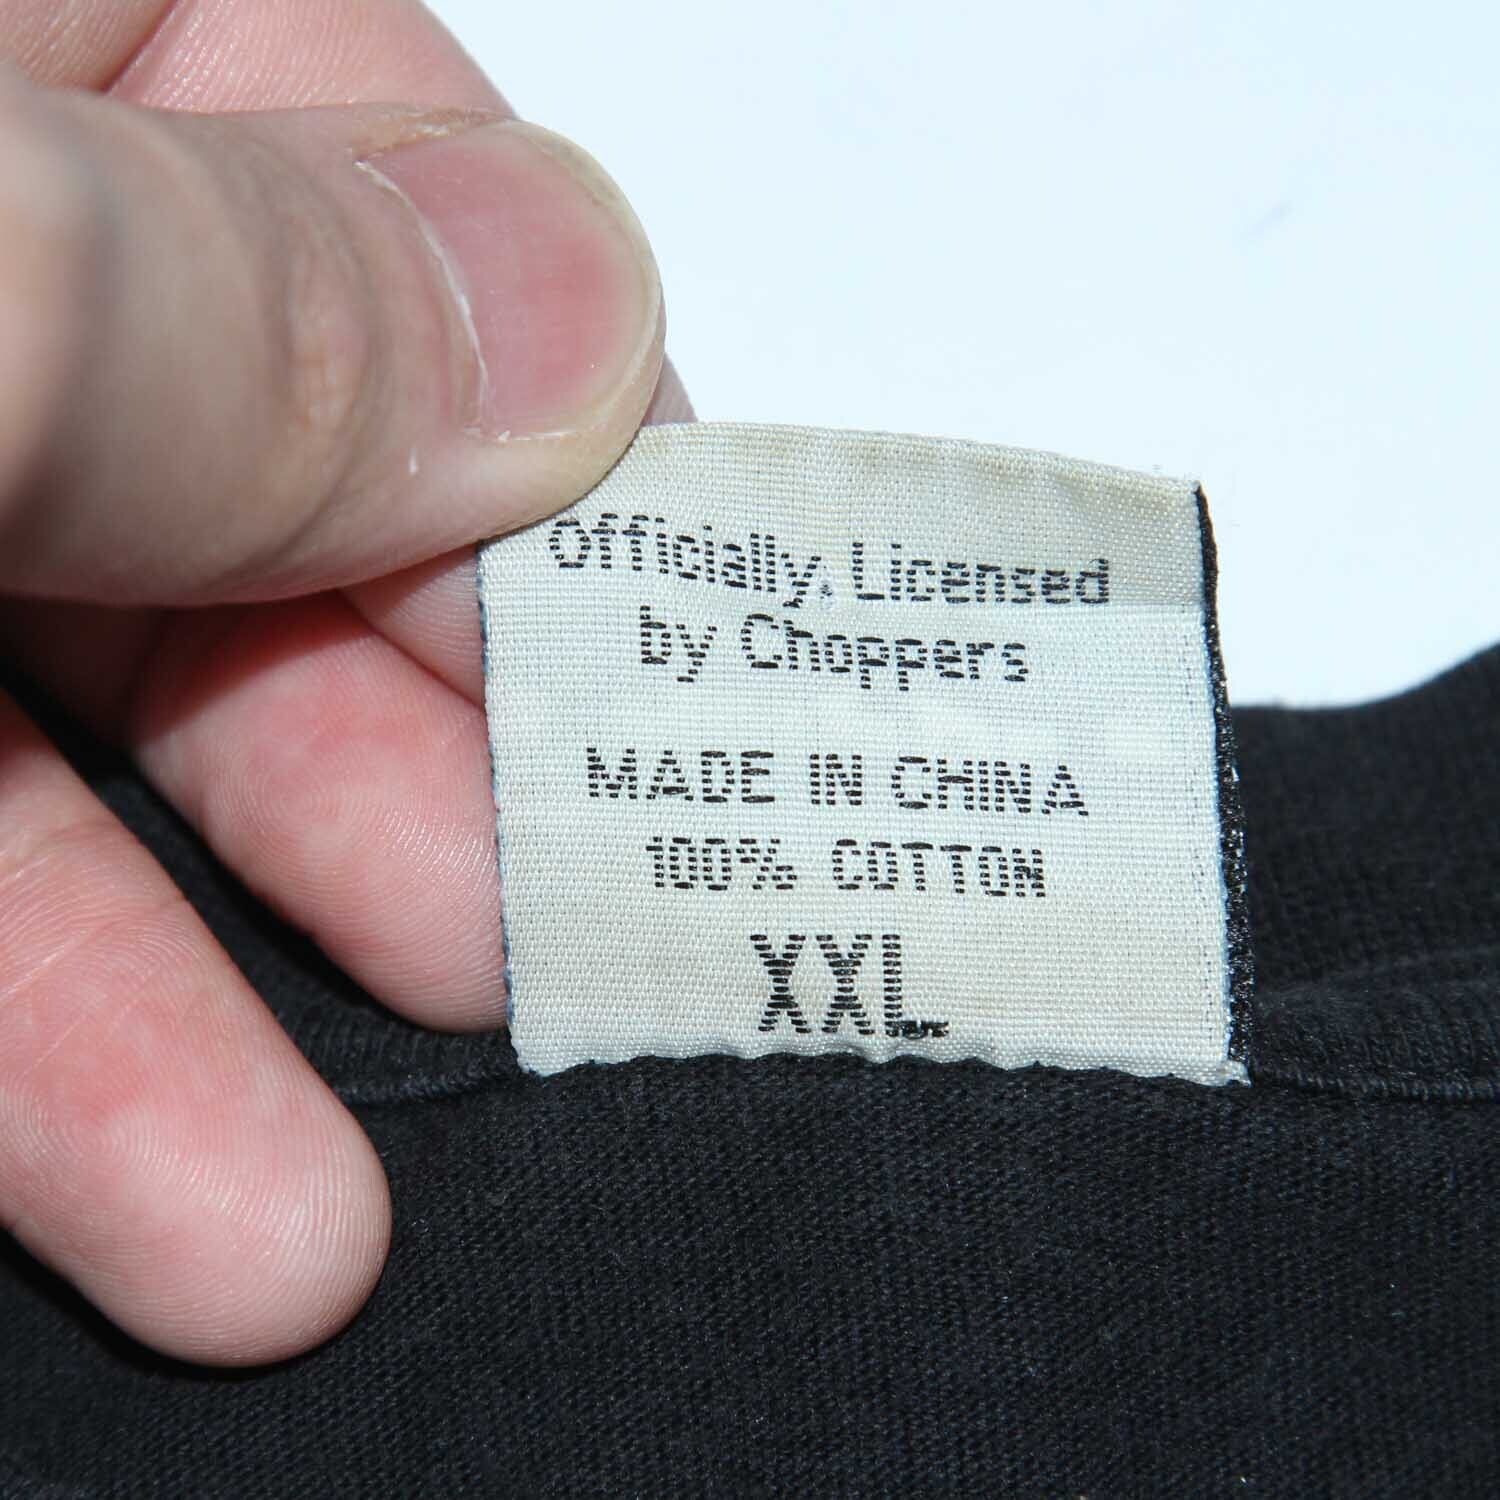 Officially, Licensed
by Choppers
MADE IN CHINA
100% COTTON
XXL